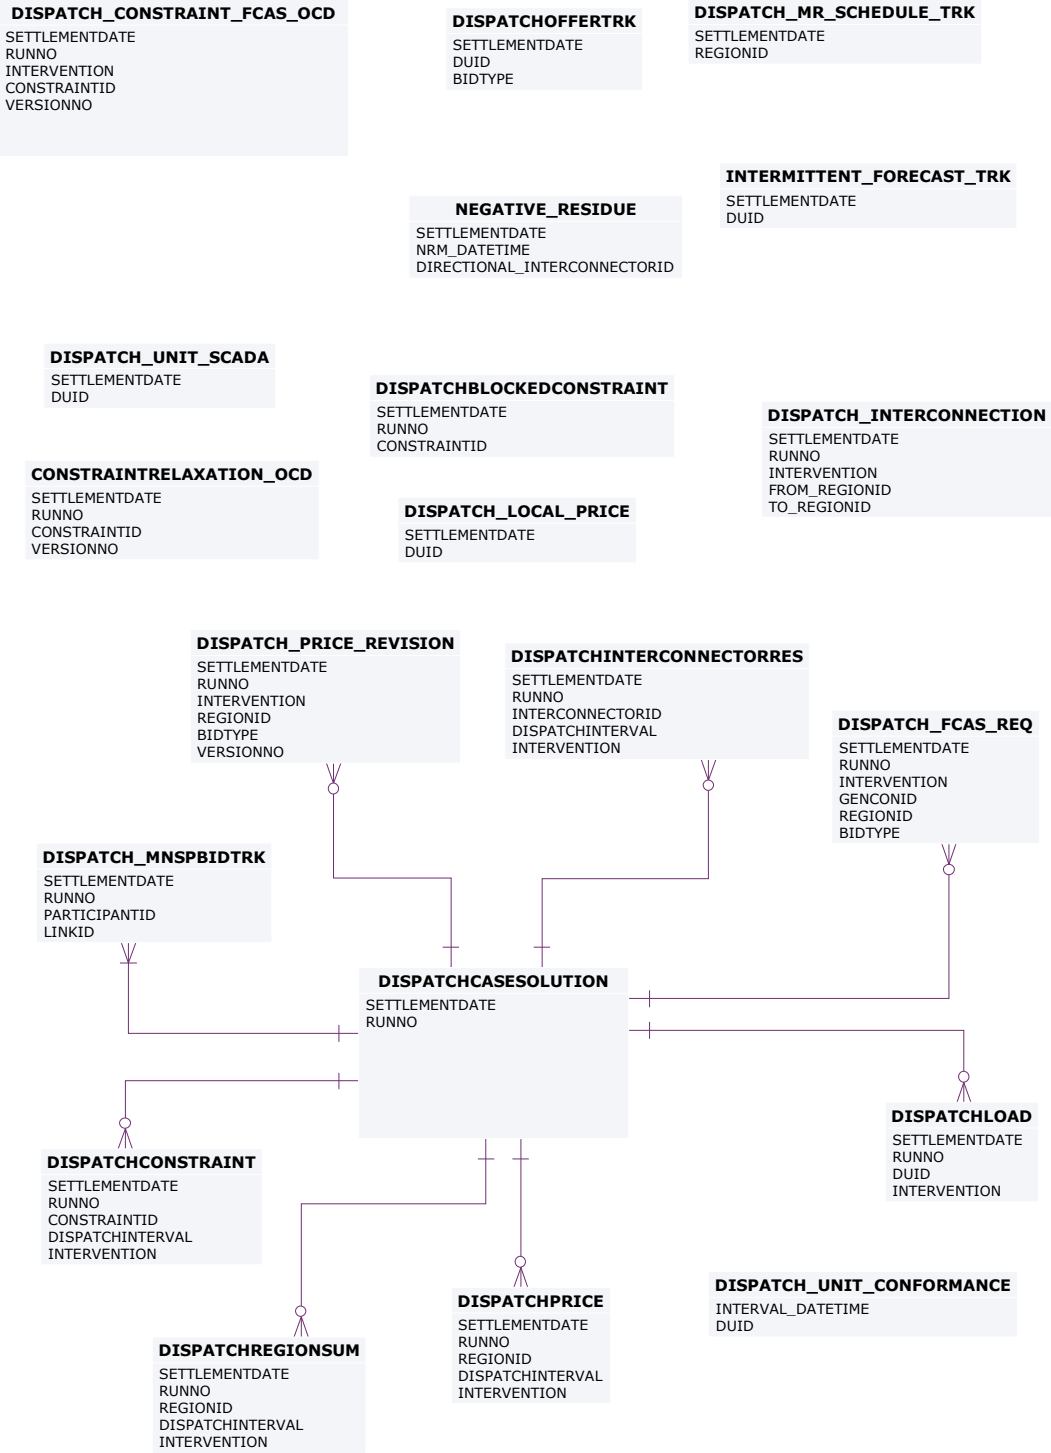 DISPATCH_CONSTRAINT_FCAS_OCD
SETTLEMENTDATE
RUNNO
INTERVENTION
CONSTRAINTID
VERSIONNO
DISPATCHOFFERTRK
SETTLEMENTDATE
DUID
BIDTYPE
DISPATCH_MR_SCHEDULE_TRK
SETTLEMENTDATE
REGIONID
INTERMITTENT_FORECAST_TRK
SETTLEMENTDATE
DUID
NEGATIVE_RESIDUE
SETTLEMENTDATE
NRM_DATETIME
DIRECTIONAL_INTERCONNECTORID
DISPATCH_UNIT_SCADA
SETTLEMENTDATE
DUID
DISPATCHBLOCKEDCONSTRAINT
SETTLEMENTDATE
RUNNO
CONSTRAINTID
DISPATCH_INTERCONNECTION
SETTLEMENTDATE
RUNNO
INTERVENTION
FROM_REGIONID
TO_REGIONID
CONSTRAINTRELAXATION_OCD
SETTLEMENTDATE
RUNNO
CONSTRAINTID
VERSIONNO
DISPATCH_LOCAL_PRICE
SETTLEMENTDATE
DUID
DISPATCH_PRICE_REVISION
SETTLEMENTDATE
RUNNO
INTERVENTION
REGIONID
BIDTYPE
VERSIONNO
DISPATCHINTERCONNECTORRES
SETTLEMENTDATE
RUNNO
INTERCONNECTORID
DISPATCHINTERVAL
INTERVENTION
DISPATCH_FCAS_REQ
SETTLEMENTDATE
RUNNO
INTERVENTION
GENCONID
REGIONID
BIDTYPE
DISPATCH_MNSPBIDTRK
SETTLEMENTDATE
RUNNO
PARTICIPANTID
LINKID
DISPATCHCASESOLUTION
SETTLEMENTDATE
RUNNO
DISPATCHLOAD
SETTLEMENTDATE
RUNNO
DUID
INTERVENTION
DISPATCHCONSTRAINT
SETTLEMENTDATE
RUNNO
CONSTRAINTID
DISPATCHINTERVAL
INTERVENTION
DISPATCH_UNIT_CONFORMANCE
INTERVAL_DATETIME
DUID
DISPATCHPRICE
SETTLEMENTDATE
RUNNO
REGIONID
DISPATCHINTERVAL
INTERVENTION
DISPATCHREGIONSUM
SETTLEMENTDATE
RUNNO
REGIONID
DISPATCHINTERVAL
INTERVENTION